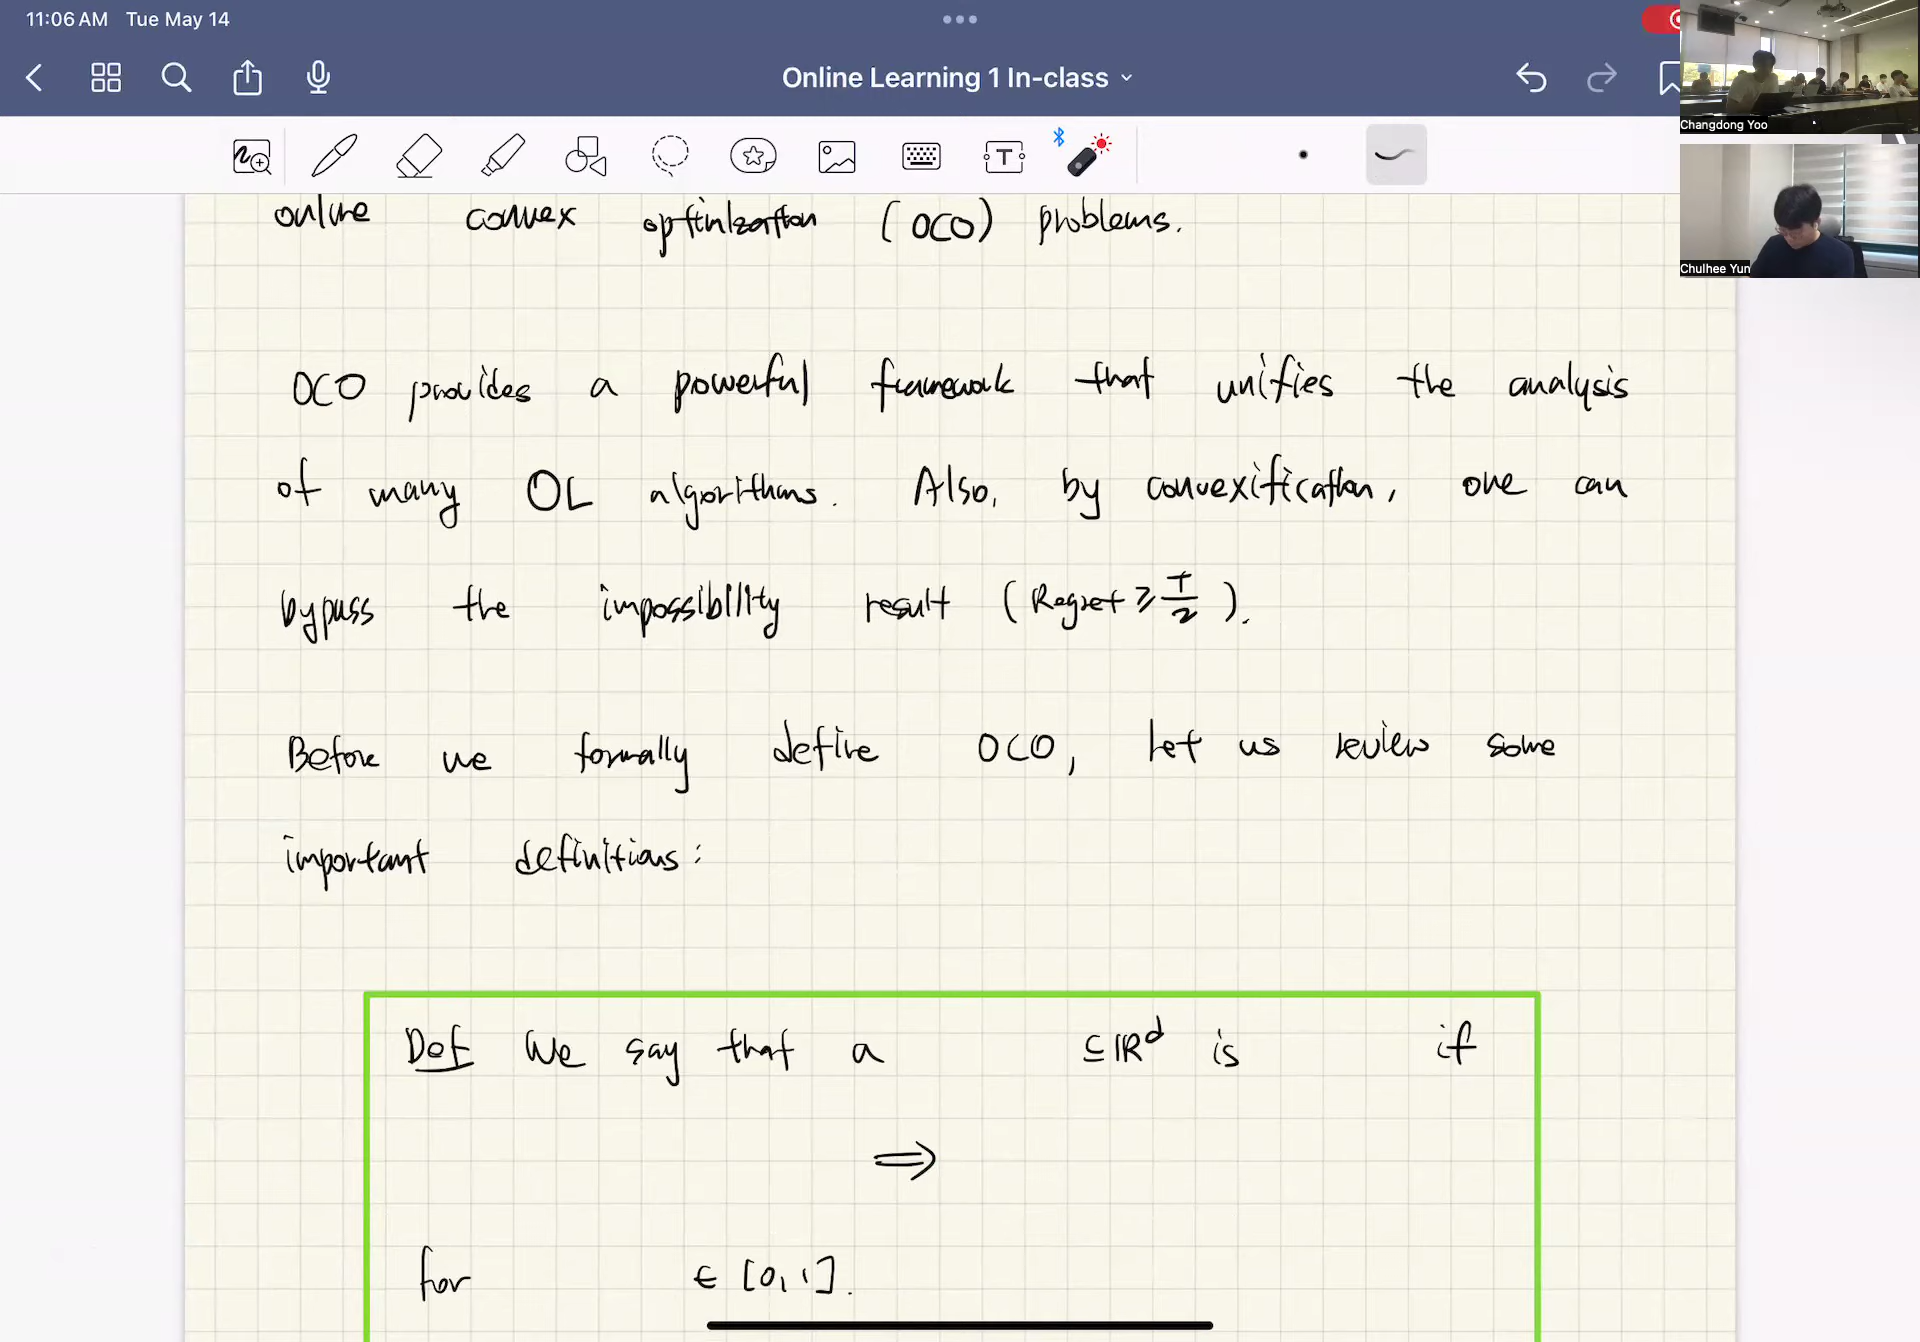 11:06 AM Tue May 14
Online Learning 1 In-class
Changdong Yoo
Chulhee Yun
online convex optimization (OCO) problems.
OCO provides a powerful framework that unifies the analysis
of many OL algorithms. Also, by convexification, one can
bypass the impossibility result (Regret ≥ T/2).
Before we formally define OCO, let us review some
important definitions:
Def We say that a ⊆ ℝ^d is if
⟹
for ∈ [0, 1].